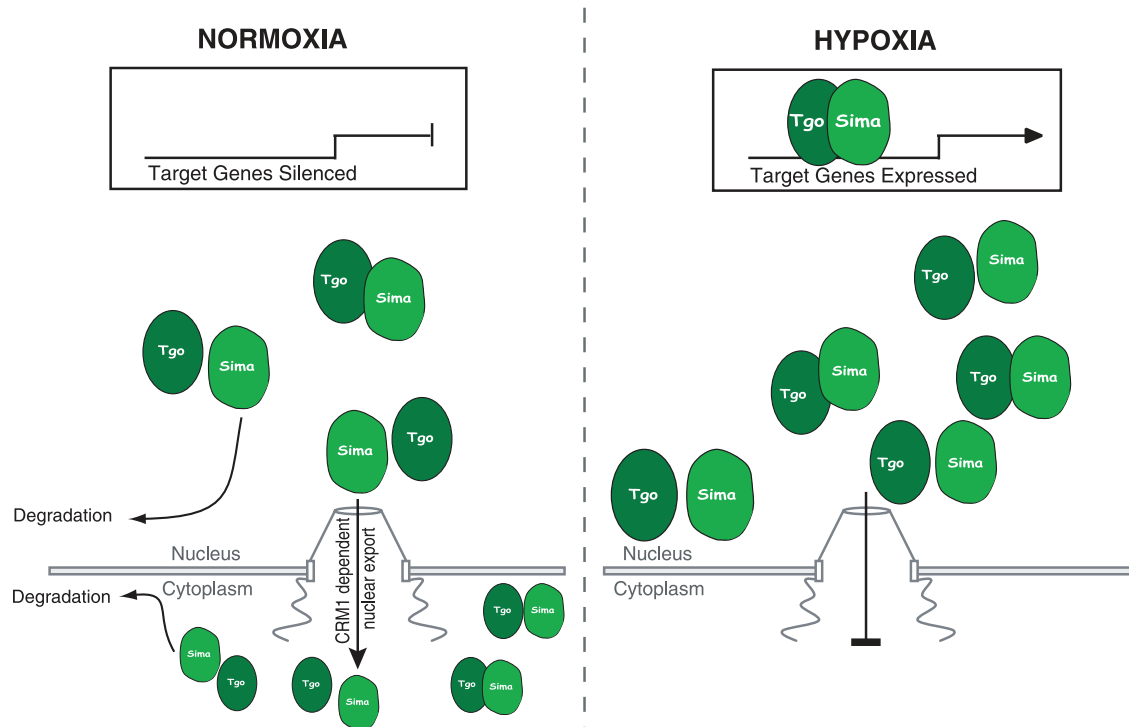 NORMOXIA
Target Genes Silenced
Tgo
Sima
Tgo
Sima
Tgo
Sima
Degradation
Nucleus
Cytoplasm
Degradation
CRM1 dependent
nuclear export
Tgo
Sima
Sima
Tgo
Tgo
Sima
Tgo
Sima
HYPOXIA
Tgo
Sima
Target Genes Expressed
Sima
Tgo
Sima
Tgo
Tgo
Sima
Tgo
Sima
Tgo
Sima
Nucleus
Cytoplasm